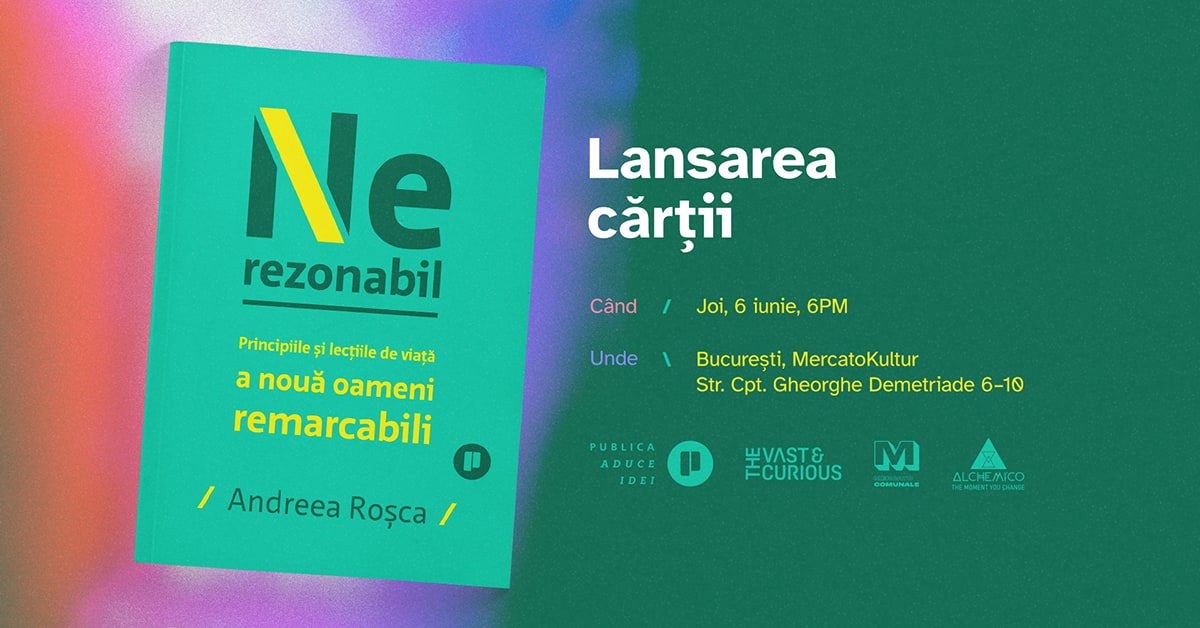 Ne
rezonabil
Principiile și lecțiile de viață
a nouă oameni
remarcabili
/ Andreea Roșca /
Lansarea
cărții
Când / Joi, 6 iunie, 6PM
Unde \ București, MercatoKultur
Str. Cpt. Gheorghe Demetriade 6–10
PUBLICA
ADUCE
IDEI
THE VAST &
CURIOUS
M
COMUNALE
ALCHEMICO
THE MOMENT YOU CHANGE